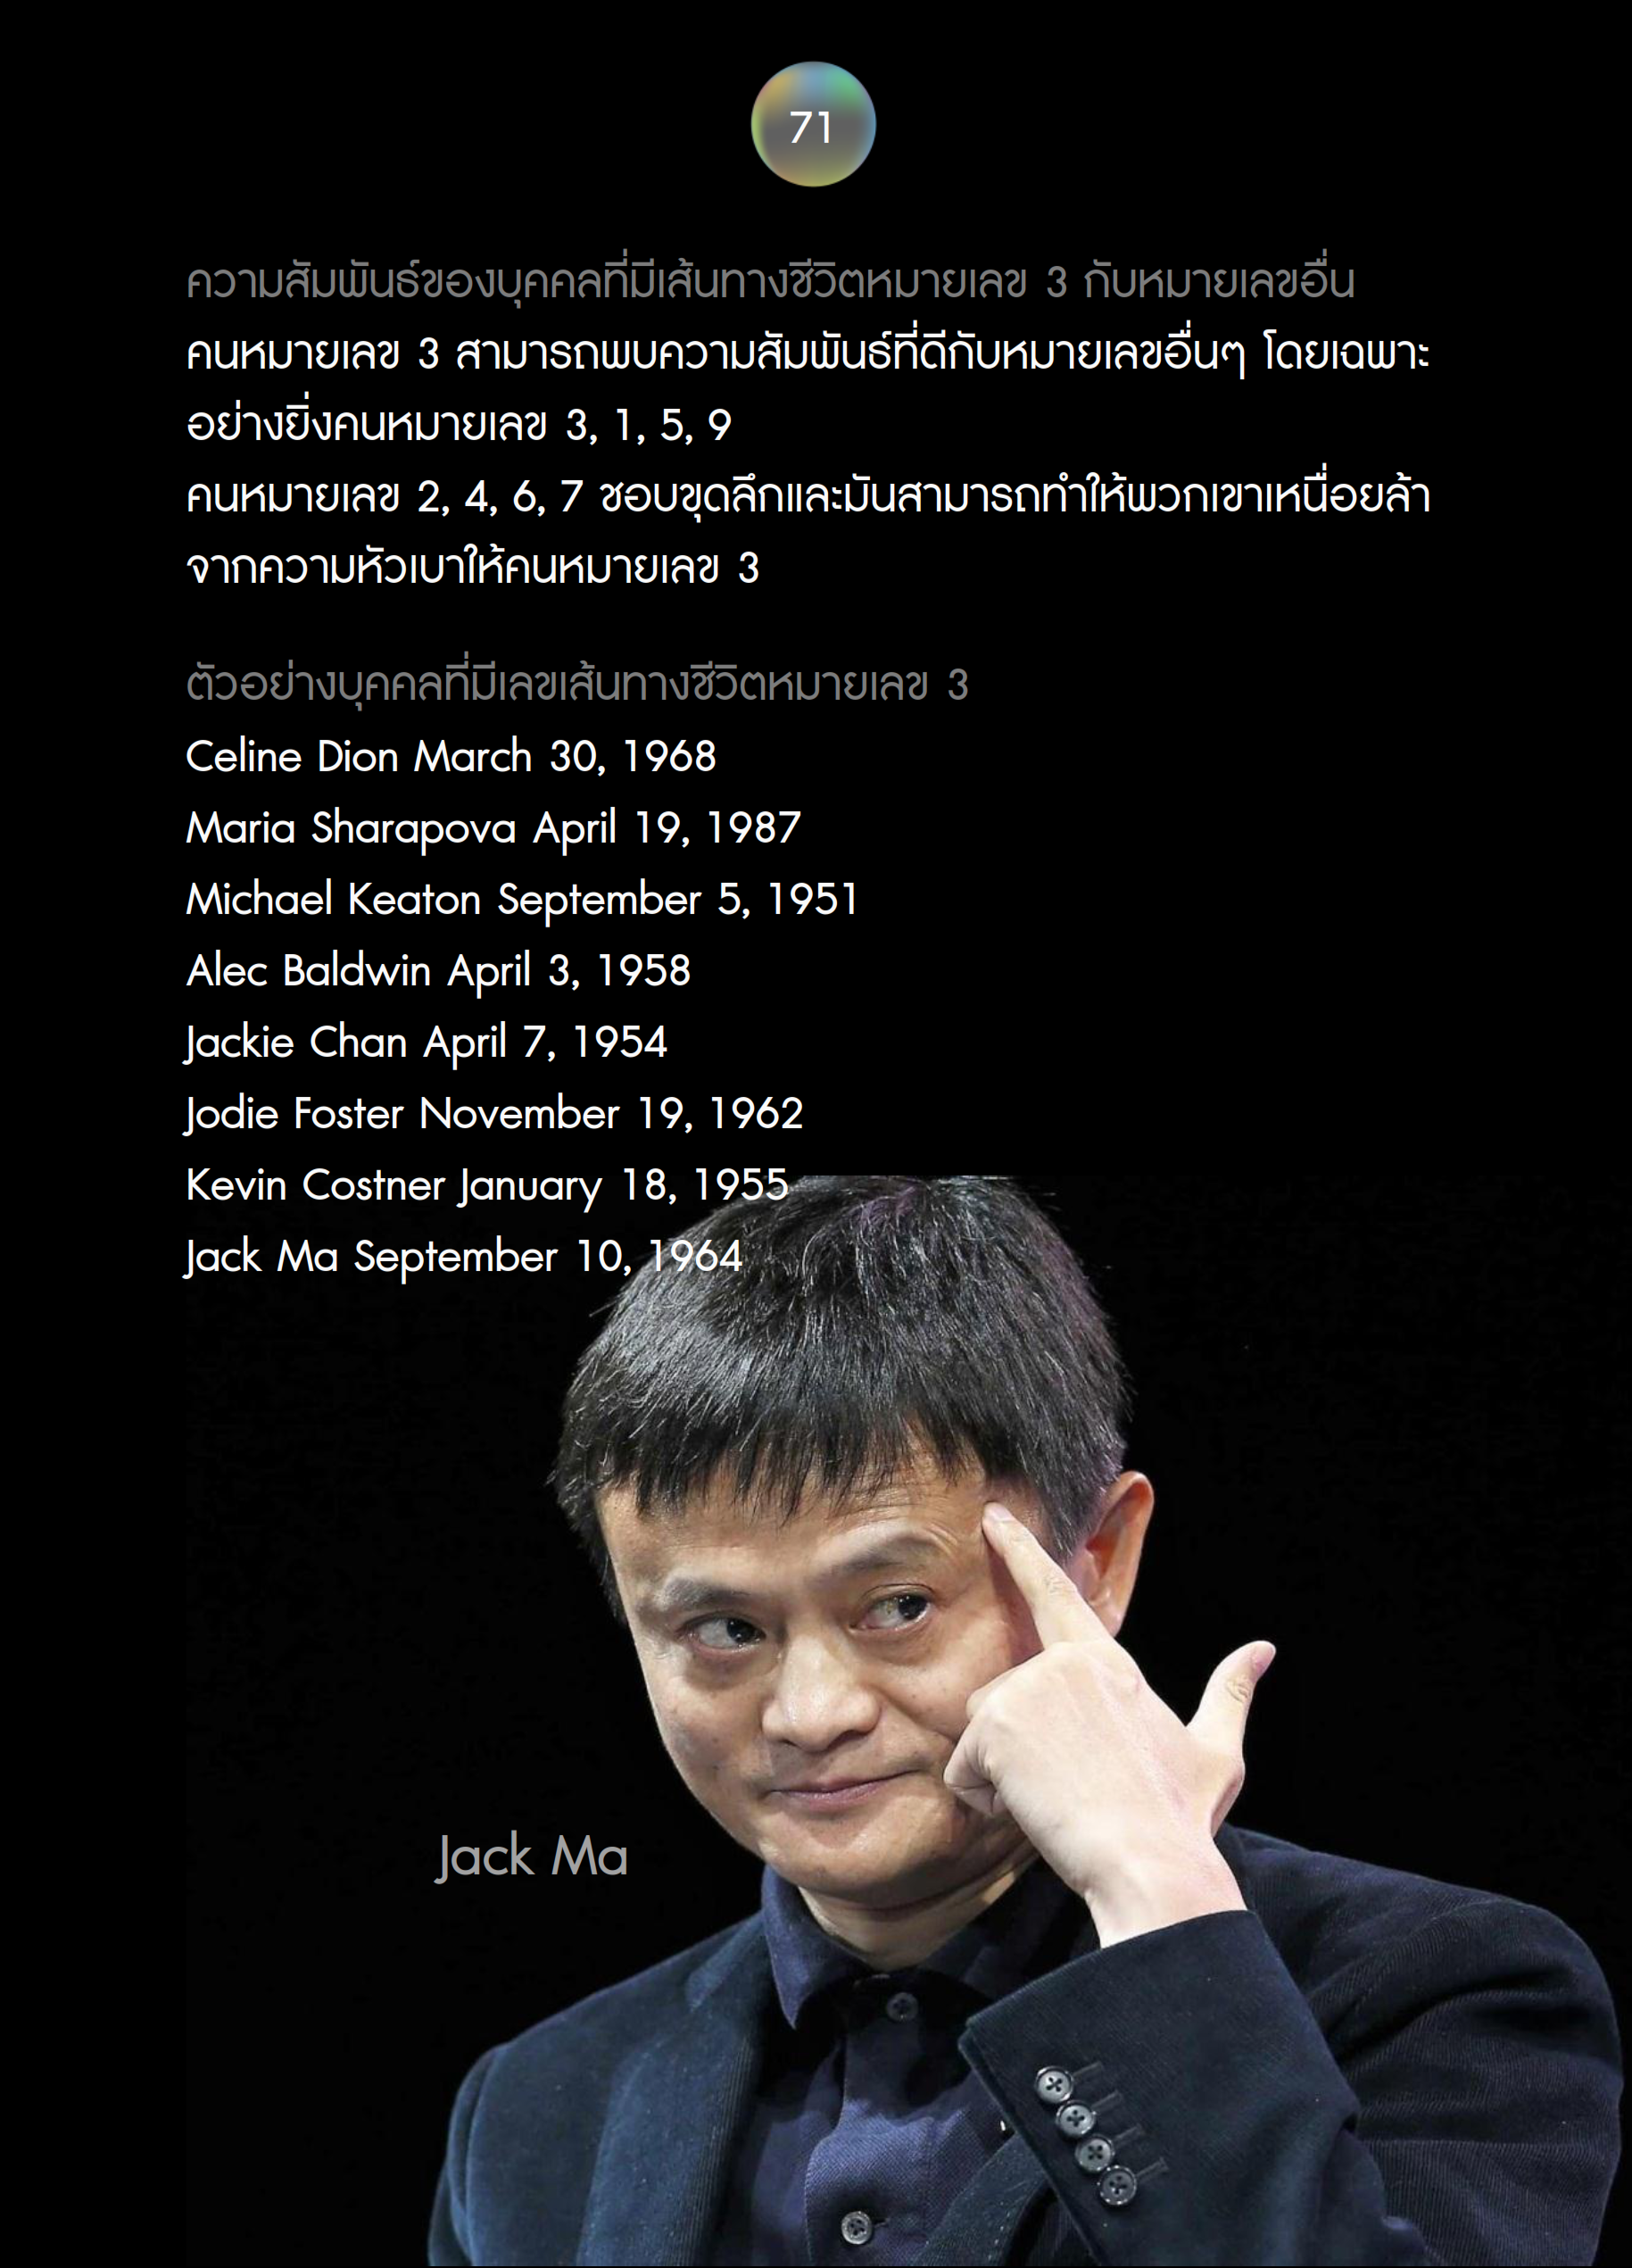 71
ความสัมพันธ์ของบุคคลที่มีเส้นทางชีวิตหมายเลข 3 กับหมายเลขอื่น
คนหมายเลข 3 สามารถพบความสัมพันธ์ที่ดีกับหมายเลขอื่นๆ โดยเฉพาะ
อย่างยิ่งคนหมายเลข 3, 1, 5, 9
คนหมายเลข 2, 4, 6, 7 ชอบขุดลึกและมันสามารถทำให้พวกเขาเหนื่อยล้า
จากความหัวเบาให้คนหมายเลข 3
ตัวอย่างบุคคลที่มีเลขเส้นทางชีวิตหมายเลข 3
Celine Dion March 30, 1968
Maria Sharapova April 19, 1987
Michael Keaton September 5, 1951
Alec Baldwin April 3, 1958
Jackie Chan April 7, 1954
Jodie Foster November 19, 1962
Kevin Costner January 18, 1955
Jack Ma September 10, 1964
Jack Ma